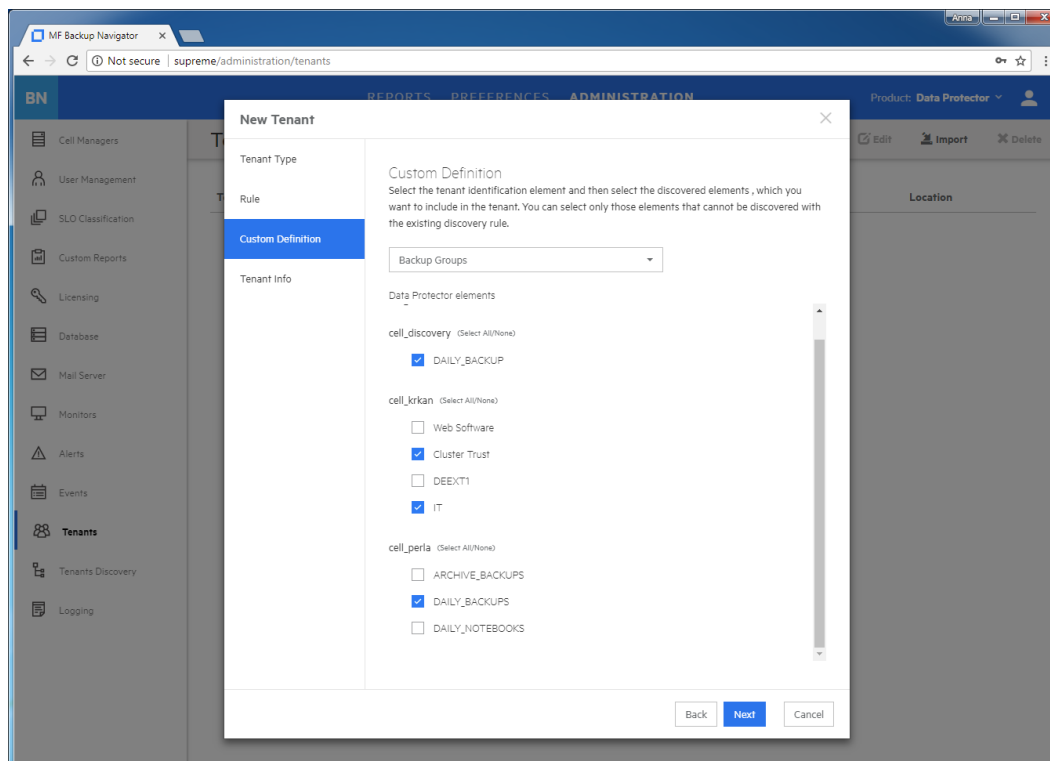 Anna
MF Backup Navigator
Not secure | supreme/administration/tenants
BN
REPORTS PREFERENCES ADMINISTRATION
Product: Data Protector
Cell Managers
User Management
SLO Classification
Custom Reports
Licensing
Database
Mail Server
Monitors
Alerts
Events
Tenants
Tenants Discovery
Logging
Edit Import Delete
Location
New Tenant
Tenant Type
Rule
Custom Definition
Tenant Info
Custom Definition
Select the tenant identification element and then select the discovered elements , which you
want to include in the tenant. You can select only those elements that cannot be discovered with
the existing discovery rule.
Backup Groups
Data Protector elements
cell_discovery (Select All/None)
DAILY_BACKUP
cell_krkan (Select All/None)
Web Software
Cluster Trust
DEEXT1
IT
cell_perla (Select All/None)
ARCHIVE_BACKUPS
DAILY_BACKUPS
DAILY_NOTEBOOKS
Back Next Cancel